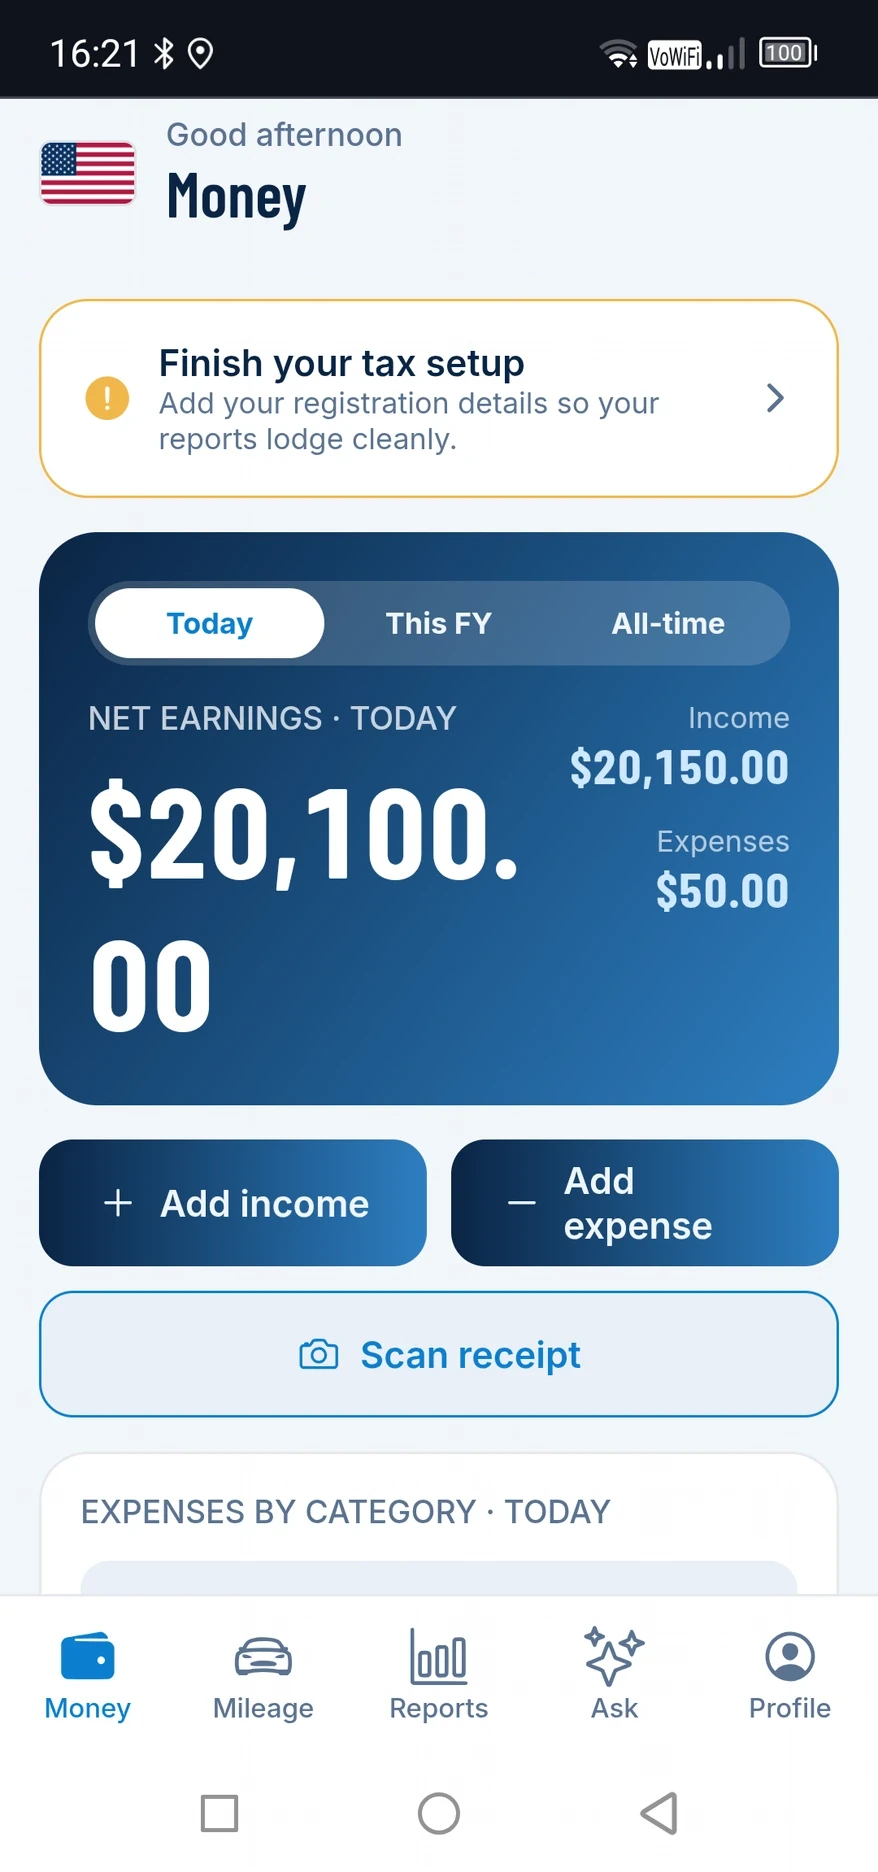 16:21
VoWiFi
100
Good afternoon
Money
Finish your tax setup
Add your registration details so your
reports lodge cleanly.
Today
This FY
All-time
NET EARNINGS · TODAY
$20,100.
00
Income
$20,150.00
Expenses
$50.00
Add income
Add
expense
Scan receipt
EXPENSES BY CATEGORY · TODAY
Money
Mileage
Reports
Ask
Profile